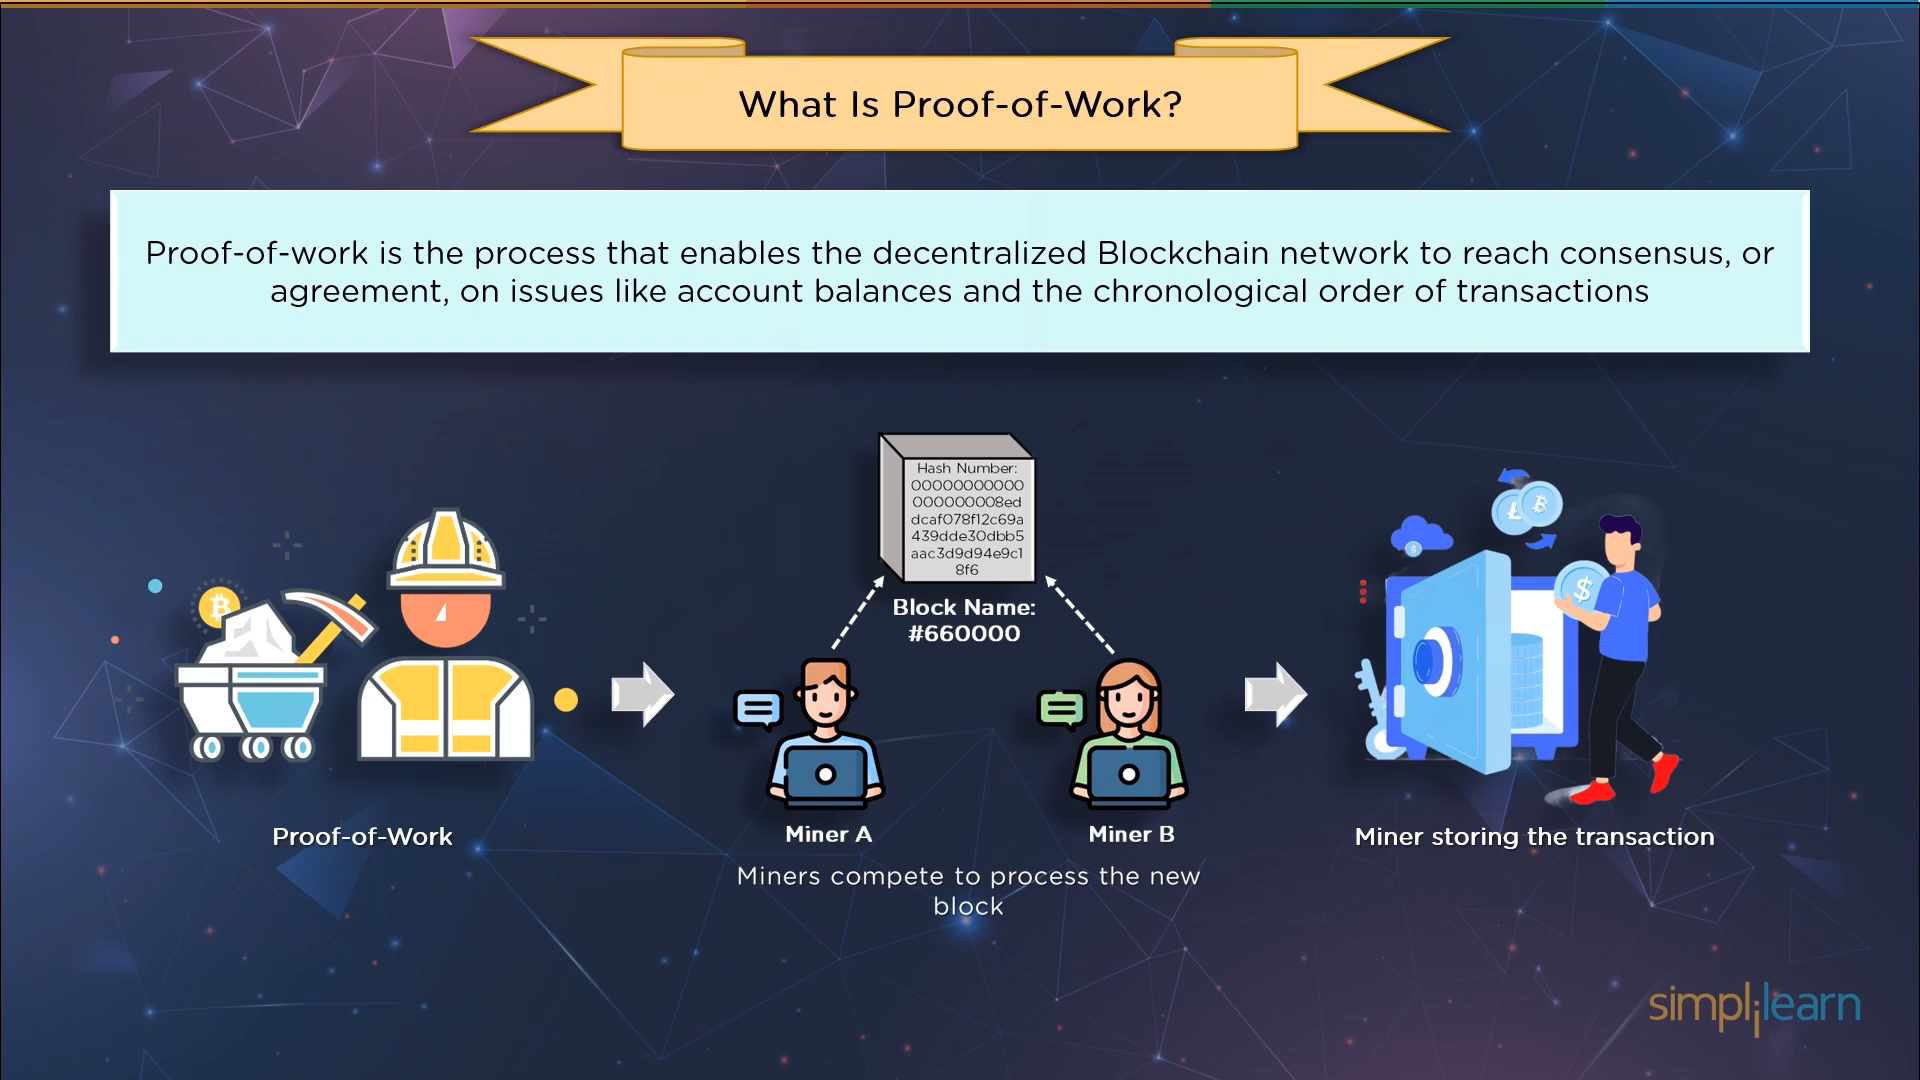 What Is Proof-of-Work?
Proof-of-work is the process that enables the decentralized Blockchain network to reach consensus, or
agreement, on issues like account balances and the chronological order of transactions
Hash Number:
00000000000
000000008ed
dcaf078f12c69a
439dde30dbb5
aac3d9d94e9c1
8f6
Block Name:
#660000
Proof-of-Work
Miner A
Miner B
Miners compete to process the new
block
Miner storing the transaction
simplilearn